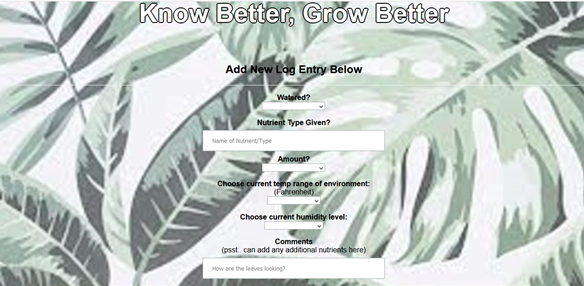 Know Better, Grow Better
Add New Log Entry Below
Watered?
Nutrient Type Given?
Name of Nutrient/Type
Amount?
Choose current temp range of environment:
(Fahrenheit)
Choose current humidity level:
Comments
(psst.. can add any additional nutrients here)
How are the leaves looking?